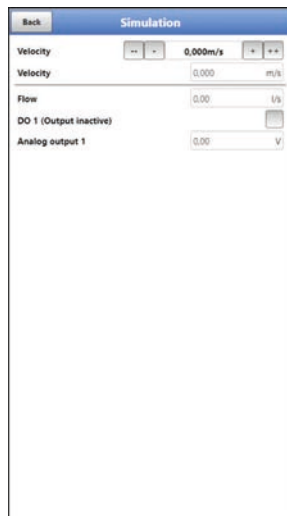 Back Simulation
Velocity -- - 0,000m/s + ++
Velocity 0,000 m/s
Flow 0,00 l/s
DO 1 (Output inactive)
Analog output 1 0,00 V